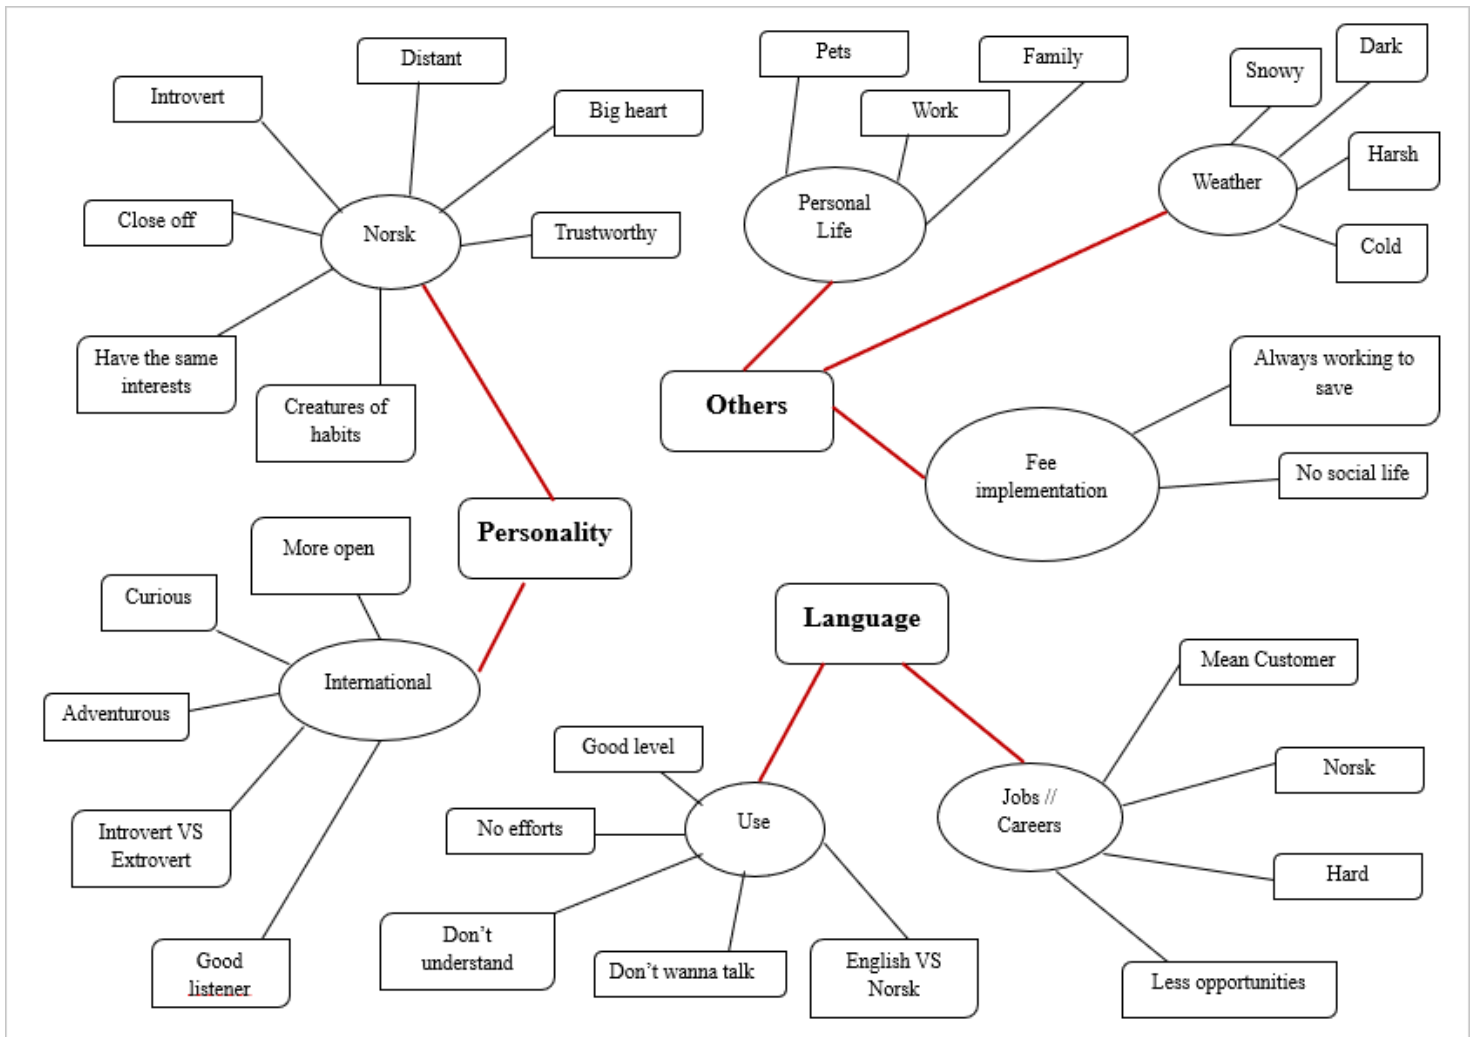 Distant
Introvert
Big heart
Close off
Norsk
Trustworthy
Have the same
interests
Creatures of
habits
Personality
More open
Curious
International
Adventurous
Introvert VS
Extrovert
Good
listener
Pets
Family
Work
Personal
Life
Snowy
Dark
Harsh
Weather
Cold
Others
Always working to
save
Fee
implementation
No social life
Language
Good level
No efforts
Use
Don’t
understand
Don’t wanna talk
English VS
Norsk
Mean Customer
Jobs //
Careers
Norsk
Hard
Less opportunities